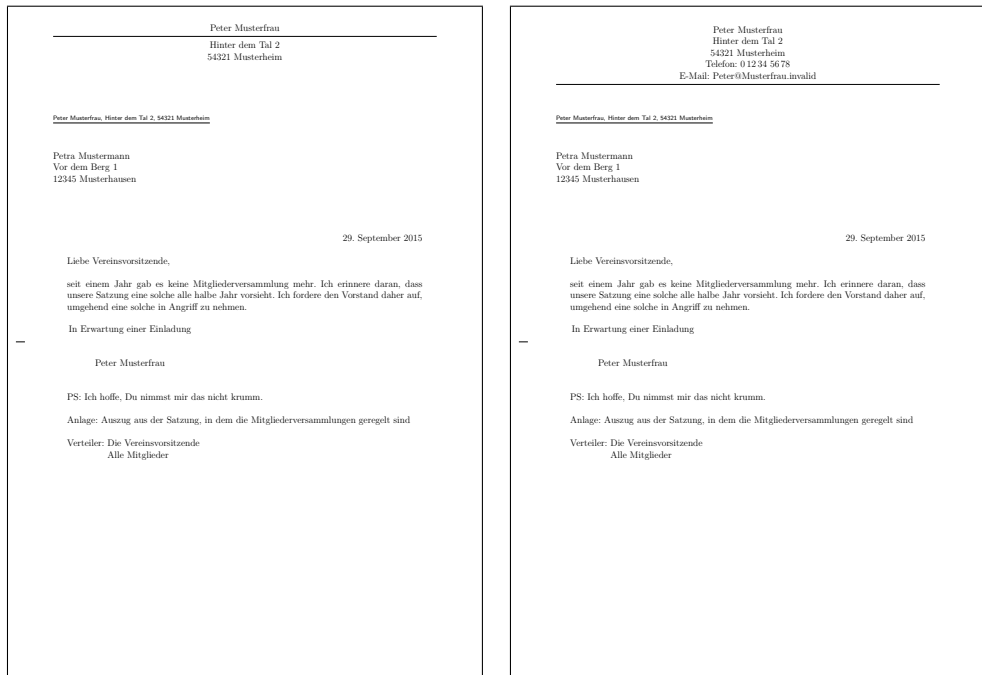 Peter Musterfrau
Hinter dem Tal 2
54321 Musterheim
Peter Musterfrau, Hinter dem Tal 2, 54321 Musterheim
Petra Mustermann
Vor dem Berg 1
12345 Musterhausen
29. September 2015
Liebe Vereinsvorsitzende,
seit einem Jahr gab es keine Mitgliederversammlung mehr. Ich erinnere daran, dass
unsere Satzung eine solche alle halbe Jahr vorsieht. Ich fordere den Vorstand daher auf,
umgehend eine solche in Angriff zu nehmen.
In Erwartung einer Einladung
Peter Musterfrau
PS: Ich hoffe, Du nimmst mir das nicht krumm.
Anlage: Auszug aus der Satzung, in dem die Mitgliederversammlungen geregelt sind
Verteiler: Die Vereinsvorsitzende
Alle Mitglieder
Peter Musterfrau
Hinter dem Tal 2
54321 Musterheim
Telefon: 0 12 34 56 78
E-Mail: Peter@Musterfrau.invalid
Peter Musterfrau, Hinter dem Tal 2, 54321 Musterheim
Petra Mustermann
Vor dem Berg 1
12345 Musterhausen
29. September 2015
Liebe Vereinsvorsitzende,
seit einem Jahr gab es keine Mitgliederversammlung mehr. Ich erinnere daran, dass
unsere Satzung eine solche alle halbe Jahr vorsieht. Ich fordere den Vorstand daher auf,
umgehend eine solche in Angriff zu nehmen.
In Erwartung einer Einladung
Peter Musterfrau
PS: Ich hoffe, Du nimmst mir das nicht krumm.
Anlage: Auszug aus der Satzung, in dem die Mitgliederversammlungen geregelt sind
Verteiler: Die Vereinsvorsitzende
Alle Mitglieder